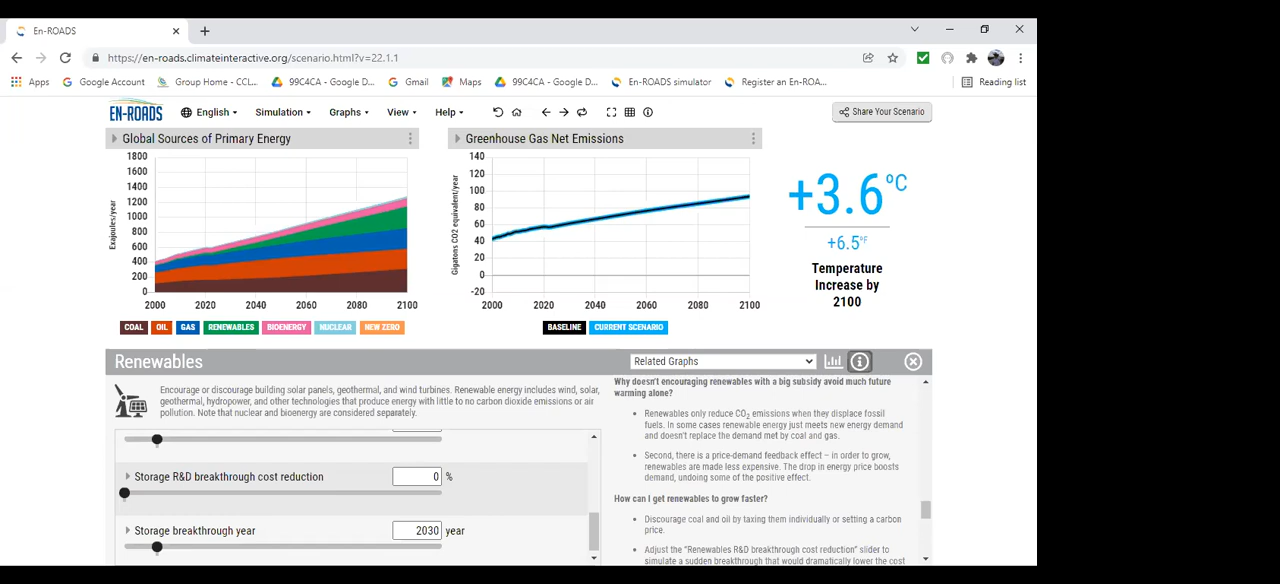 En-ROADS
https://en-roads.climateinteractive.org/scenario.html?v=22.1.1
Apps Google Account Group Home - CCL... 99C4CA - Google D... Gmail Maps 99C4CA - Google D... En-ROADS simulator Register an En-ROA... Reading list
EN-ROADS English Simulation Graphs View Help Share Your Scenario
Global Sources of Primary Energy
1800
1600
1400
1200
1000
800
600
400
200
0
Exajoules/year
2000 2020 2040 2060 2080 2100
COAL OIL GAS RENEWABLES BIOENERGY NUCLEAR NEW ZERO
Greenhouse Gas Net Emissions
140
120
100
80
60
40
20
0
-20
Gigatons CO2 equivalent/year
2000 2020 2040 2060 2080 2100
BASELINE CURRENT SCENARIO
+3.6 ºC
+6.5 °F
Temperature
Increase by
2100
Renewables
Related Graphs
Encourage or discourage building solar panels, geothermal, and wind turbines. Renewable energy includes wind, solar,
geothermal, hydropower, and other technologies that produce energy with little to no carbon dioxide emissions or air
pollution. Note that nuclear and bioenergy are considered separately.
Storage R&D breakthrough cost reduction 0 %
Storage breakthrough year 2030 year
Why doesn't encouraging renewables with a big subsidy avoid much future
warming alone?
• Renewables only reduce CO2 emissions when they displace fossil
fuels. In some cases renewable energy just meets new energy demand
and doesn't replace the demand met by coal and gas.
• Second, there is a price-demand feedback effect – in order to grow,
renewables are made less expensive. The drop in energy price boosts
demand, undoing some of the positive effect.
How can I get renewables to grow faster?
• Discourage coal and oil by taxing them individually or setting a carbon
price.
• Adjust the "Renewables R&D breakthrough cost reduction" slider to
simulate a sudden breakthrough that would dramatically lower the cost